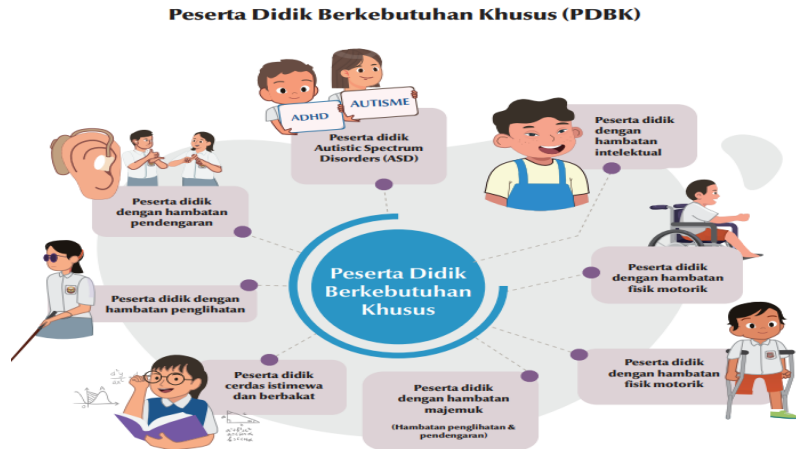 Peserta Didik Berkebutuhan Khusus (PDBK)
ADHD
AUTISME
Peserta didik
Autistic Spectrum
Disorders (ASD)
Peserta didik
dengan
hambatan
intelektual
Peserta didik
dengan hambatan
pendengaran
Peserta didik
dengan hambatan
fisik motorik
Peserta Didik
Berkebutuhan
Khusus
Peserta didik dengan
hambatan penglihatan
Peserta didik
dengan hambatan
fisik motorik
Peserta didik
cerdas istimewa
dan berbakat
Peserta didik
dengan hambatan
majemuk
(Hambatan penglihatan &
pendengaran)